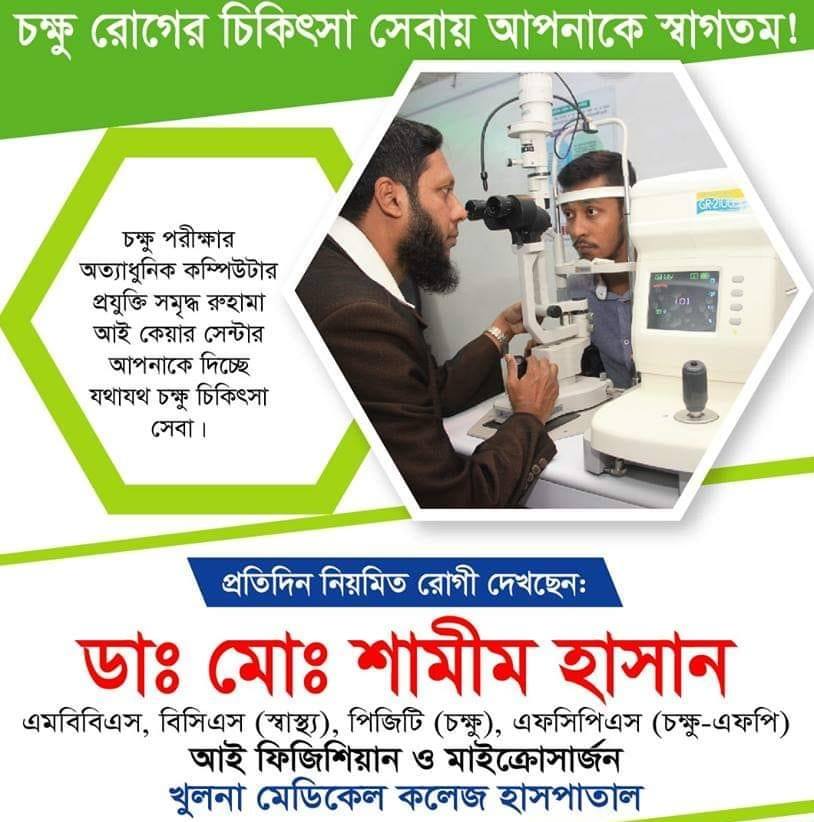 চক্ষু রোগের চিকিৎসা সেবায় আপনাকে স্বাগতম!
চক্ষু পরীক্ষার
অত্যাধুনিক কম্পিউটার
প্রযুক্তি সমৃদ্ধ রুহামা
আই কেয়ার সেন্টার
আপনাকে দিচ্ছে
যথাযথ চক্ষু চিকিৎসা
সেবা।
প্রতিদিন নিয়মিত রোগী দেখছেন:
ডাঃ মোঃ শামীম হাসান
এমবিবিএস, বিসিএস (স্বাস্থ্য), পিজিটি (চক্ষু), এফসিপিএস (চক্ষু-এফপি)
আই ফিজিশিয়ান ও মাইক্রোসার্জন
খুলনা মেডিকেল কলেজ হাসপাতাল